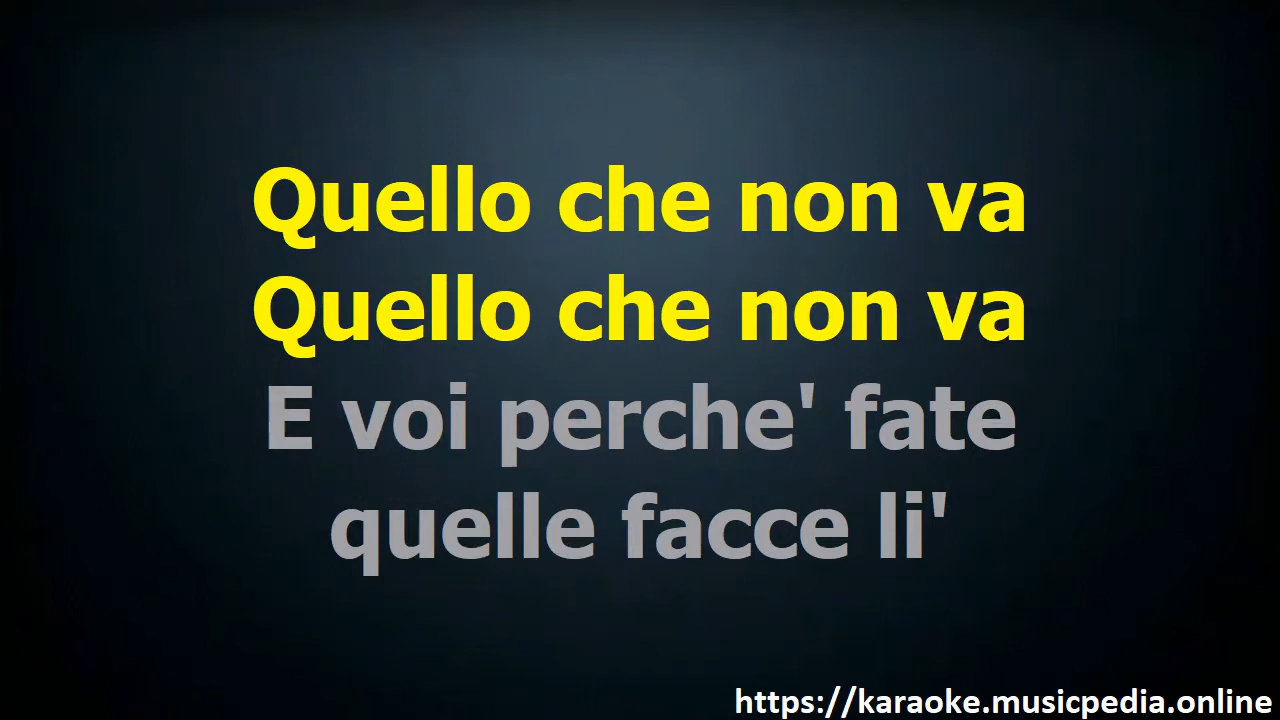 Quello che non va
Quello che non va
E voi perche' fate
quelle facce li'
https://karaoke.musicpedia.online